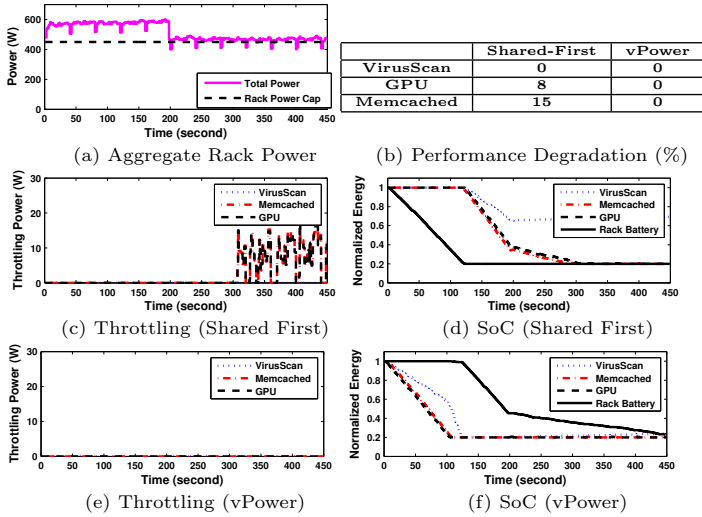 600
400
200
0
Power (W)
Total Power
Rack Power Cap
0 50 100 150 200 250 300 350 400 450
Time (second)
(a) Aggregate Rack Power
Shared-First vPower
VirusScan 0 0
GPU 8 0
Memcached 15 0
(b) Performance Degradation (%)
30
20
10
0
Throttling Power (W)
VirusScan
Memcached
GPU
0 50 100 150 200 250 300 350 400 450
Time (second)
(c) Throttling (Shared First)
1
0.8
0.6
0.4
0.2
Normalized Energy
VirusScan
Memcached
GPU
Rack Battery
0 50 100 150 200 250 300 350 400 450
Time (second)
(d) SoC (Shared First)
30
20
10
0
Throttling Power (W)
VirusScan
Memcached
GPU
0 50 100 150 200 250 300 350 400 450
Time (second)
(e) Throttling (vPower)
1
0.8
0.6
0.4
0.2
Normalized Energy
VirusScan
Memcached
GPU
Rack Battery
0 50 100 150 200 250 300 350 400 450
Time (second)
(f) SoC (vPower)